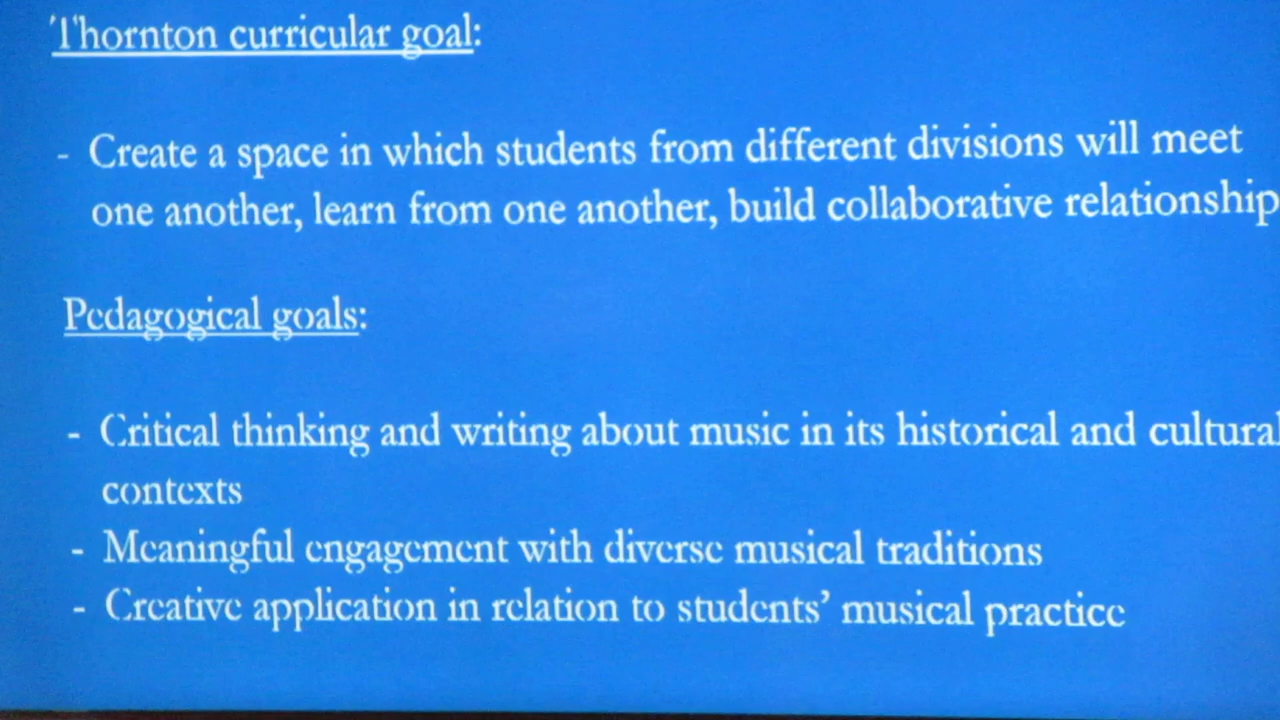 Thornton curricular goal:
- Create a space in which students from different divisions will meet
one another, learn from one another, build collaborative relationship
Pedagogical goals:
- Critical thinking and writing about music in its historical and cultural
contexts
- Meaningful engagement with diverse musical traditions
- Creative application in relation to students’ musical practice